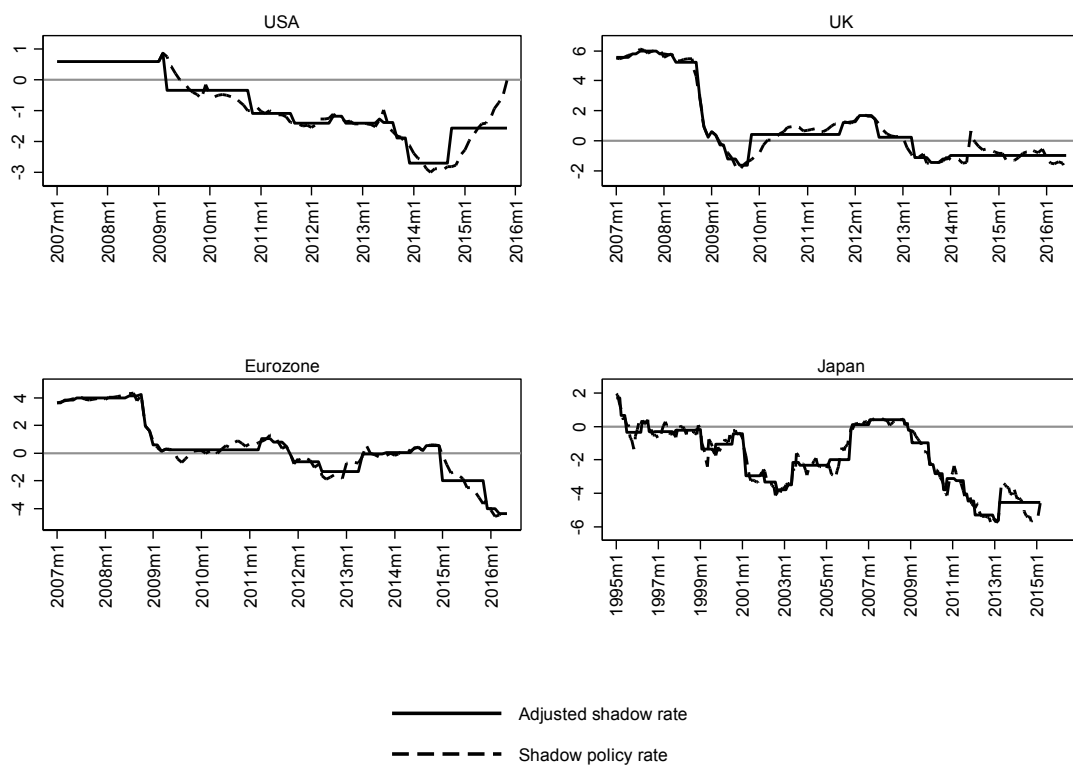 USA
1
0
-1
-2
-3
2007m1
2008m1
2009m1
2010m1
2011m1
2012m1
2013m1
2014m1
2015m1
2016m1
UK
6
4
2
0
-2
2007m1
2008m1
2009m1
2010m1
2011m1
2012m1
2013m1
2014m1
2015m1
2016m1
Eurozone
4
2
0
-2
-4
2007m1
2008m1
2009m1
2010m1
2011m1
2012m1
2013m1
2014m1
2015m1
2016m1
Japan
2
0
-2
-4
-6
1995m1
1997m1
1999m1
2001m1
2003m1
2005m1
2007m1
2009m1
2011m1
2013m1
2015m1
Adjusted shadow rate
Shadow policy rate